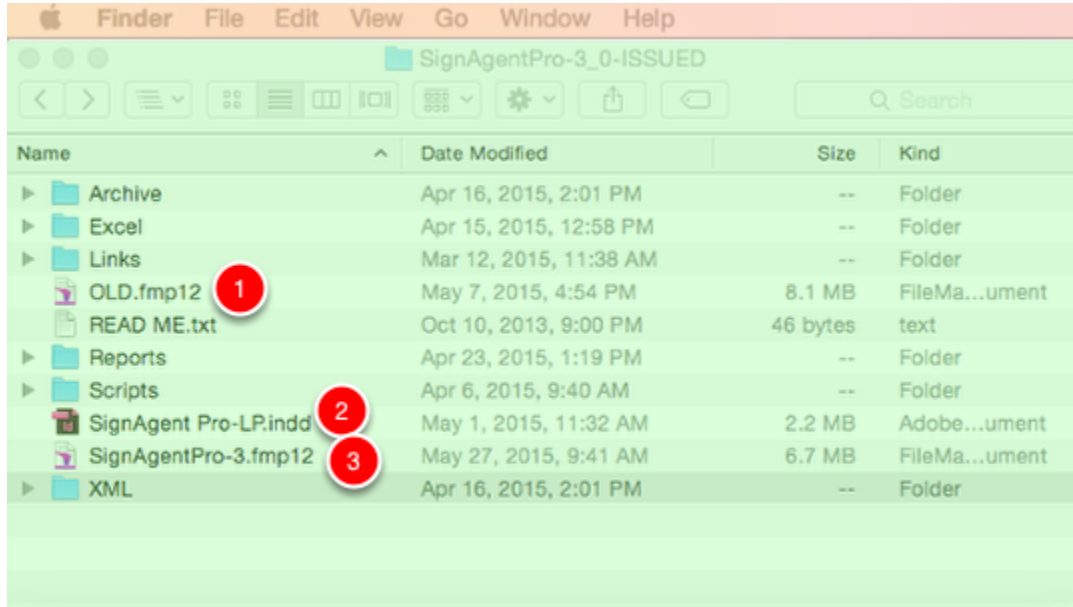 Finder File Edit View Go Window Help
SignAgentPro-3_0-ISSUED
Search
Name Date Modified Size Kind
Archive Apr 16, 2015, 2:01 PM -- Folder
Excel Apr 15, 2015, 12:58 PM -- Folder
Links Mar 12, 2015, 11:38 AM -- Folder
OLD.fmp12 1 May 7, 2015, 4:54 PM 8.1 MB FileMa...ument
READ ME.txt Oct 10, 2013, 9:00 PM 46 bytes text
Reports Apr 23, 2015, 1:19 PM -- Folder
Scripts Apr 6, 2015, 9:40 AM -- Folder
SignAgent Pro-LP.indd 2 May 1, 2015, 11:32 AM 2.2 MB Adobe...ument
SignAgentPro-3.fmp12 3 May 27, 2015, 9:41 AM 6.7 MB FileMa...ument
XML Apr 16, 2015, 2:01 PM -- Folder